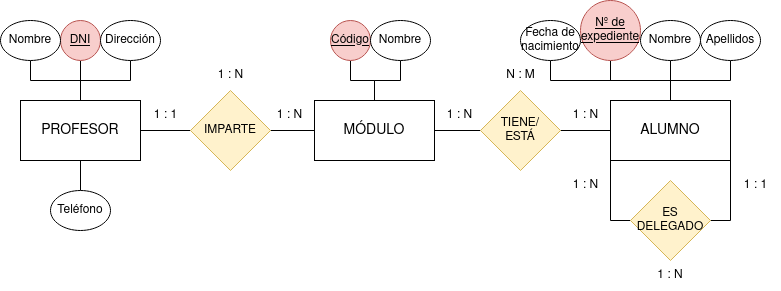 Nombre
DNI
Dirección
Código
Nombre
Fecha de
nacimiento
Nº de
expediente
Nombre
Apellidos
1 : N
N : M
PROFESOR
1 : 1
IMPARTE
1 : N
MÓDULO
1 : N
TIENE/
ESTÁ
1 : N
ALUMNO
Teléfono
1 : N
1 : 1
ES
DELEGADO
1 : N